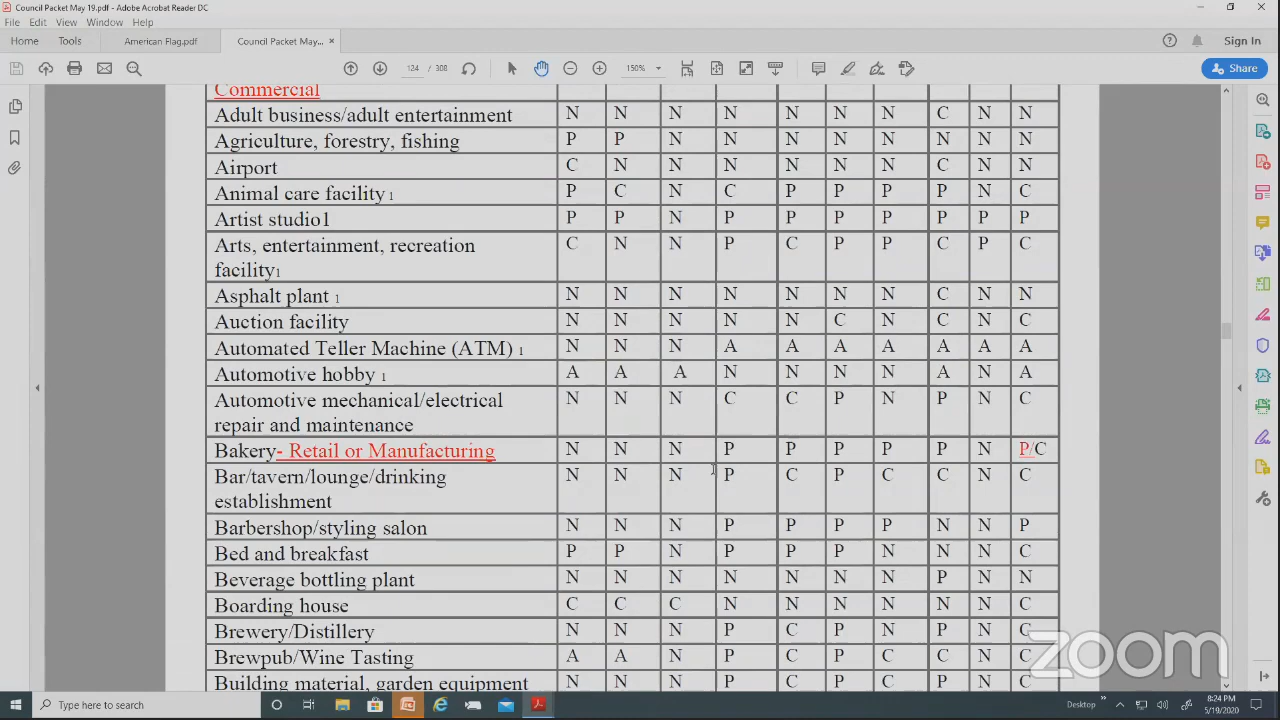 Council Packet May 19.pdf - Adobe Acrobat Reader DC
File Edit View Window Help
Home Tools American Flag.pdf Council Packet May... × Sign In
124 / 308 150% Share
Commercial
Adult business/adult entertainment N N N N N N N C N N
Agriculture, forestry, fishing P P N N N N N N N N
Airport C N N N N N N C N N
Animal care facility 1 P C N C P P P P N C
Artist studio1 P P N P P P P P P P
Arts, entertainment, recreation C N N P C P P C P C
facility1
Asphalt plant 1 N N N N N N N C N N
Auction facility N N N N N C N C N C
Automated Teller Machine (ATM) 1 N N N A A A A A A A
Automotive hobby 1 A A A N N N N A N A
Automotive mechanical/electrical N N N C C P N P N C
repair and maintenance
Bakery- Retail or Manufacturing N N N P P P P P N P/C
Bar/tavern/lounge/drinking N N N P C P C C N C
establishment
Barbershop/styling salon N N N P P P P N N P
Bed and breakfast P P N P P P N N N C
Beverage bottling plant N N N N N N N P N N
Boarding house C C C N N N N N N C
Brewery/Distillery N N N P C P N P N C
Brewpub/Wine Tasting A A N P C P C C N C
Building material, garden equipment N N N P C P C P N C
zoom
Type here to search Desktop 8:24 PM
5/19/2020